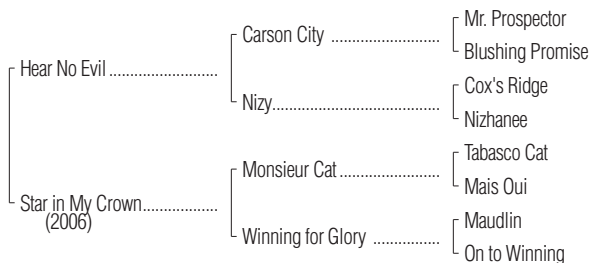 Mr. Prospector
Carson City ............................
Blushing Promise
Hear No Evil ............................
Cox's Ridge
Nizy...........................................
Nizhanee
Tabasco Cat
Monsieur Cat ..........................
Mais Oui
Star in My Crown...................
(2006)
Maudlin
Winning for Glory .................
On to Winning